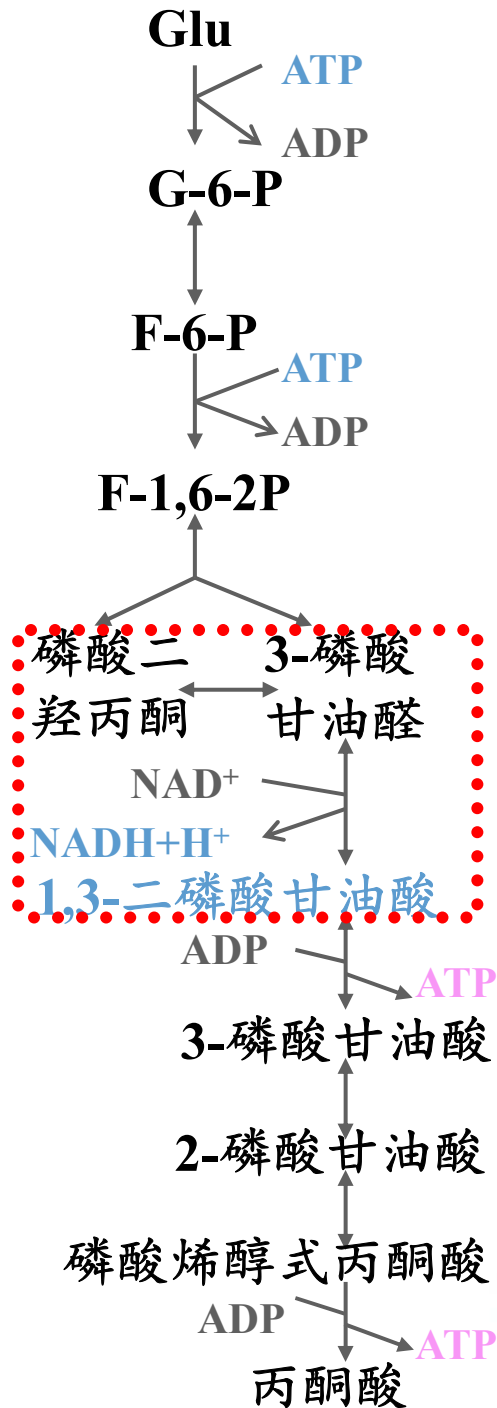 Glu
ATP
ADP
G-6-P
F-6-P
ATP
ADP
F-1,6-2P
磷酸二
羟丙酮
3-磷酸
甘油醛
NAD⁺
NADH+H⁺
1,3-二磷酸甘油酸
ADP
ATP
3-磷酸甘油酸
2-磷酸甘油酸
磷酸烯醇式丙酮酸
ADP
ATP
丙酮酸